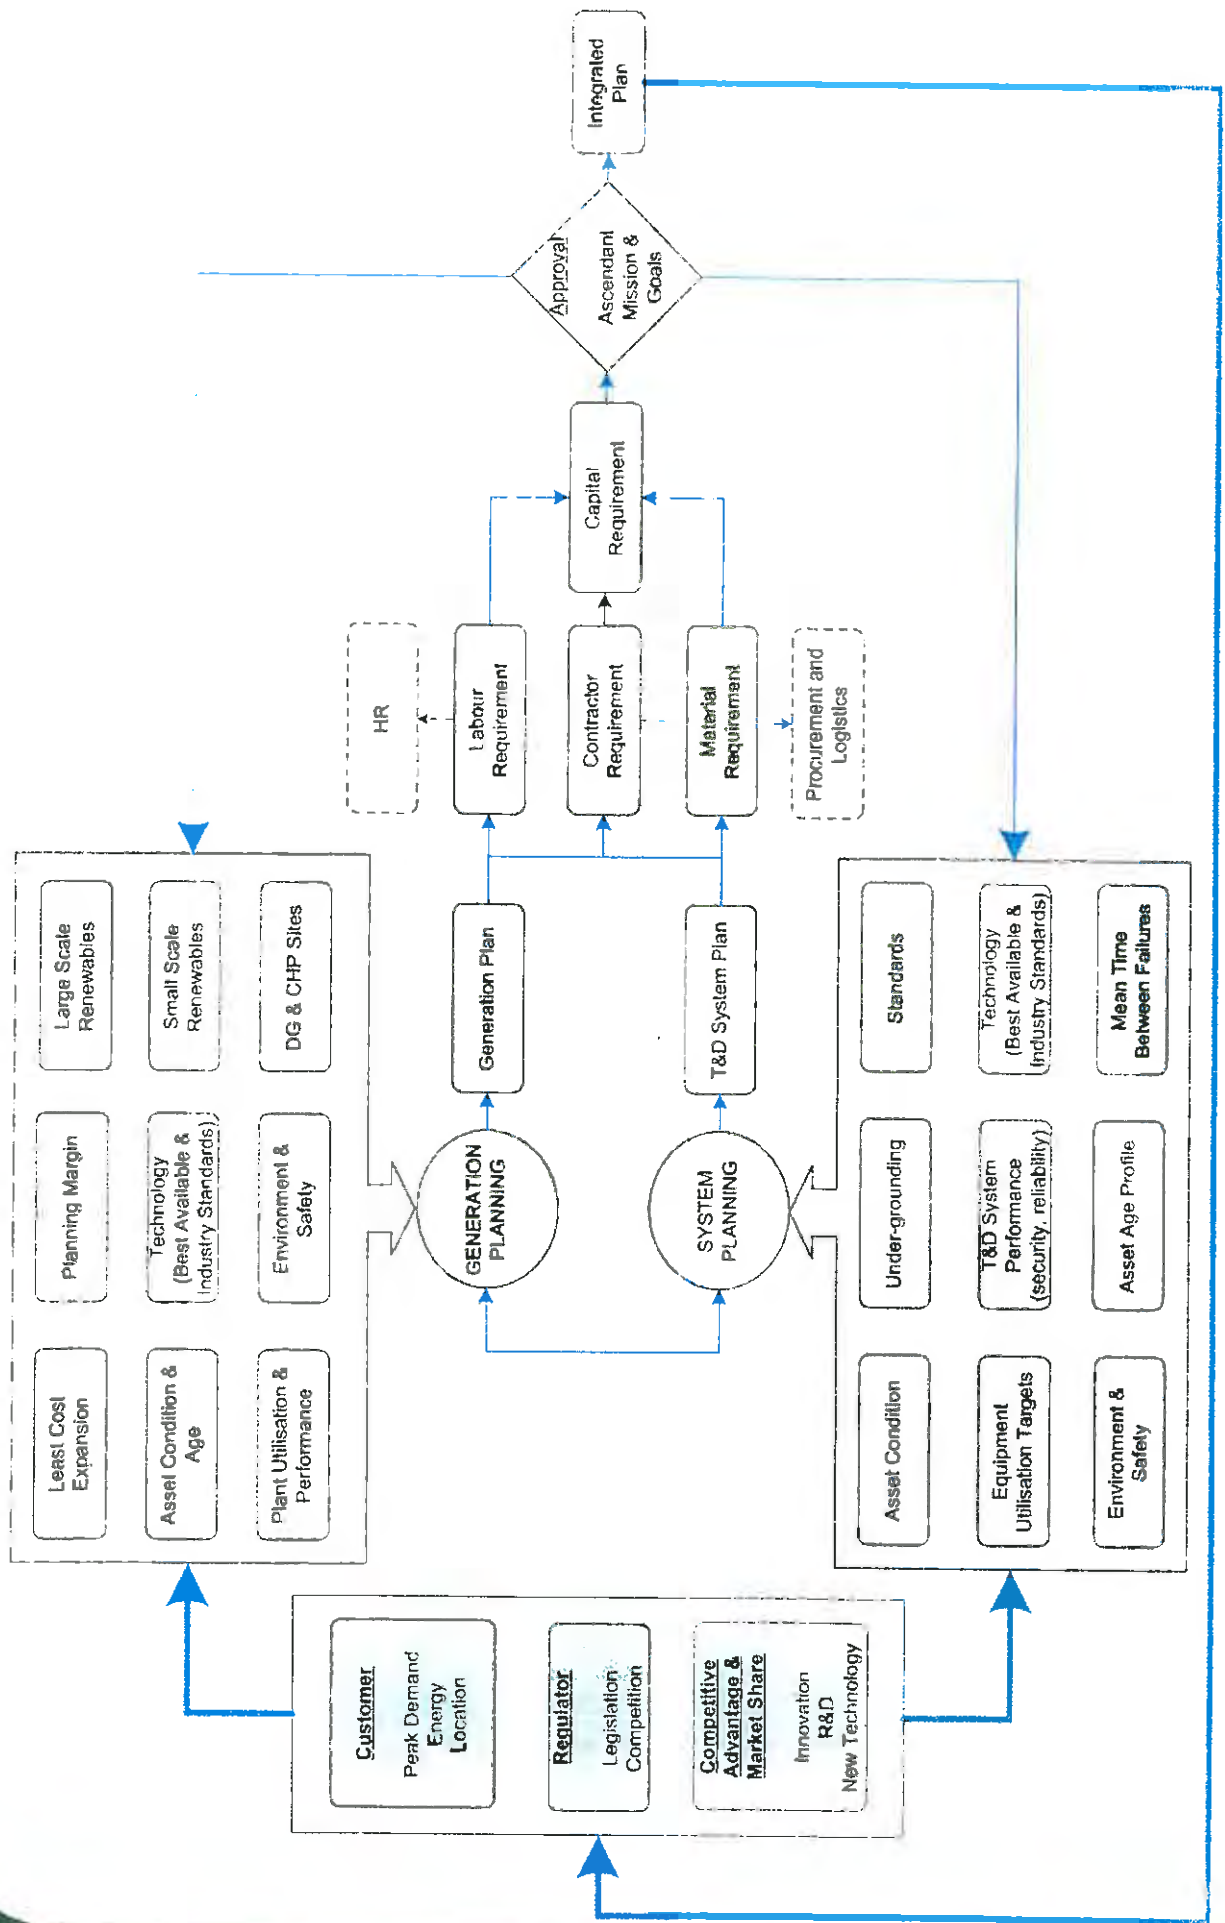 Customer
Peak Demand
Energy
Location
Regulator
Legislation
Competition
Competitive
Advantage &
Market Share
Innovation
R&D
New Technology
Least Cost
Expansion
Planning Margin
Large Scale
Renewables
Asset Condition &
Age
Technology
(Best Available &
Industry Standards)
Small Scale
Renewables
Plant Utilisation &
Performance
Environment &
Safety
DG & CHP Sites
GENERATION
PLANNING
SYSTEM
PLANNING
Generation Plan
T&D System Plan
Asset Condition
Under-grounding
Standards
Equipment
Utilisation Targets
T&D System
Performance
(security, reliability)
Technology
(Best Available &
Industry Standards)
Environment &
Safety
Asset Age Profile
Mean Time
Between Failures
HR
Labour
Requirement
Contractor
Requirement
Material
Requirement
Procurement and
Logistics
Capital
Requirement
Approval
Ascendant
Mission &
Goals
Integrated
Plan